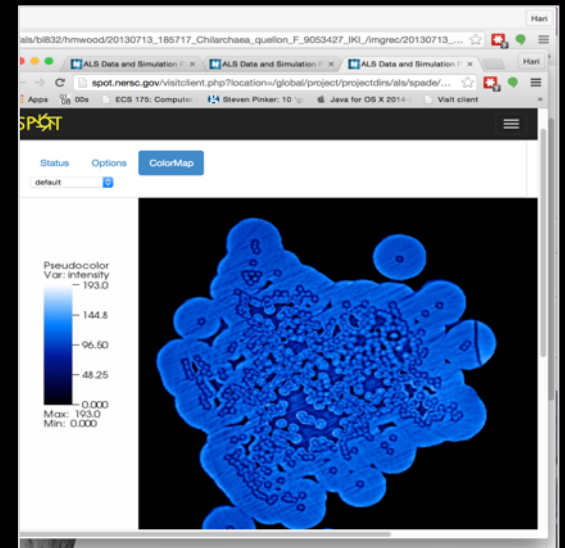 Hari
als/bl832/hmwood/20130713_185717_Chilarchaea_quellon_F_9053427_IKI_/imgrec/20130713_...
ALS Data and Simulation P
ALS Data and Simulation P
ALS Data and Simulation P
Hari
spot.nersc.gov/visitclient.php?location=/global/project/projectdirs/als/spade/...
Apps
00s
ECS 175: Computer
Steven Pinker: 10
Java for OS X 2014-
Visit client
»
SPOT
Status Options ColorMap
default
Pseudocolor
Var: intensity
193.0
144.8
96.50
48.25
0.000
Max: 193.0
Min: 0.000